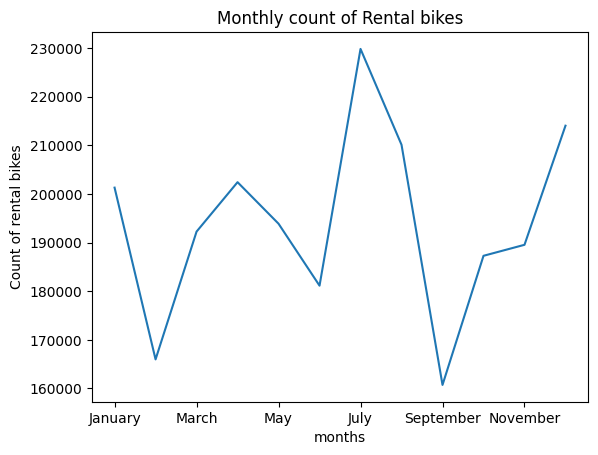 Monthly count of Rental bikes
Count of rental bikes
230000
220000
210000
200000
190000
180000
170000
160000
January March May July September November
months